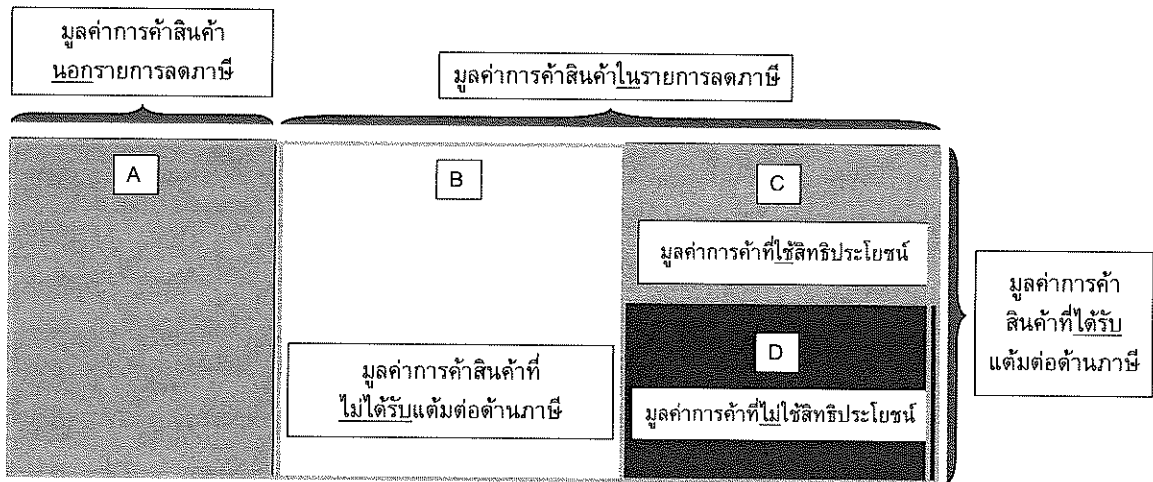 มูลค่าการค้าสินค้า
นอกรายการลดภาษี
มูลค่าการค้าสินค้าในรายการลดภาษี
A
B
C
มูลค่าการค้าที่ใช้สิทธิประโยชน์
มูลค่าการค้า
สินค้าที่ได้รับ
แต้มต่อด้านภาษี
D
มูลค่าการค้าสินค้าที่
ไม่ได้รับแต้มต่อด้านภาษี
มูลค่าการค้าที่ไม่ใช้สิทธิประโยชน์